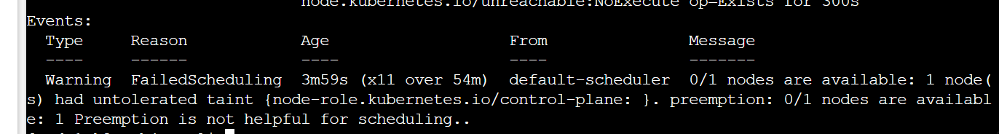 node.kubernetes.io/unreachable:NoExecute op=Exists for 300s
Events:
  Type     Reason            Age                   From               Message
  ----     ------            ----                  ----               -------
  Warning  FailedScheduling  3m59s (x11 over 54m)  default-scheduler  0/1 nodes are available: 1 node(
s) had untolerated taint {node-role.kubernetes.io/control-plane: }. preemption: 0/1 nodes are availabl
e: 1 Preemption is not helpful for scheduling..